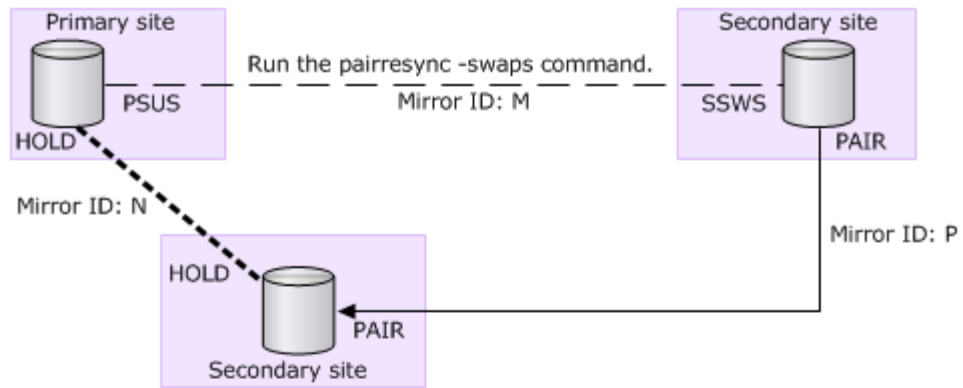 Primary site
Secondary site
Run the pairresync -swaps command.
PSUS
Mirror ID: M
SSWS
HOLD
PAIR
Mirror ID: N
Mirror ID: P
HOLD
PAIR
Secondary site